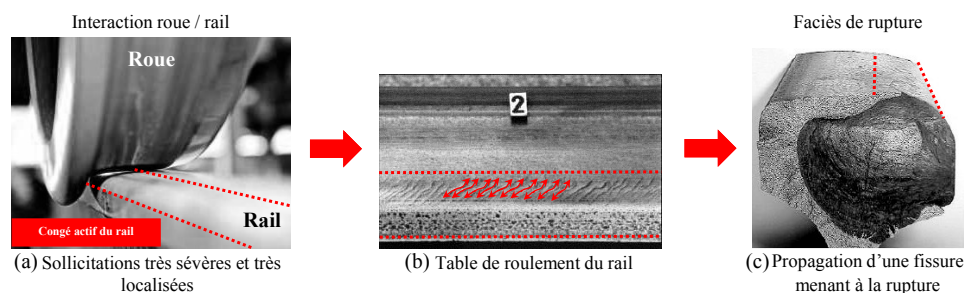 Interaction roue / rail
Faciès de rupture
Roue
2
Rail
Congé actif du rail
(a) Sollicitations très sévères et très
localisées
(b) Table de roulement du rail
(c) Propagation d'une fissure
menant à la rupture